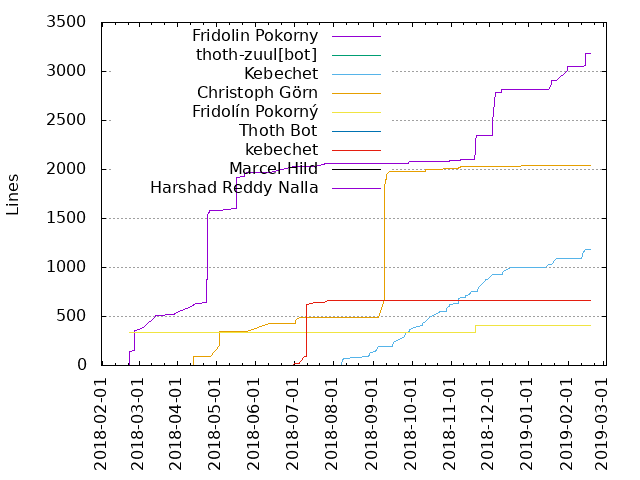 3500
3000
2500
2000
1500
1000
500
0
Lines
Fridolin Pokorny
thoth-zuul[bot]
Kebechet
Christoph Görn
Fridolín Pokorný
Thoth Bot
kebechet
Marcel Hild
Harshad Reddy Nalla
2018-02-01
2018-03-01
2018-04-01
2018-05-01
2018-06-01
2018-07-01
2018-08-01
2018-09-01
2018-10-01
2018-11-01
2018-12-01
2019-01-01
2019-02-01
2019-03-01